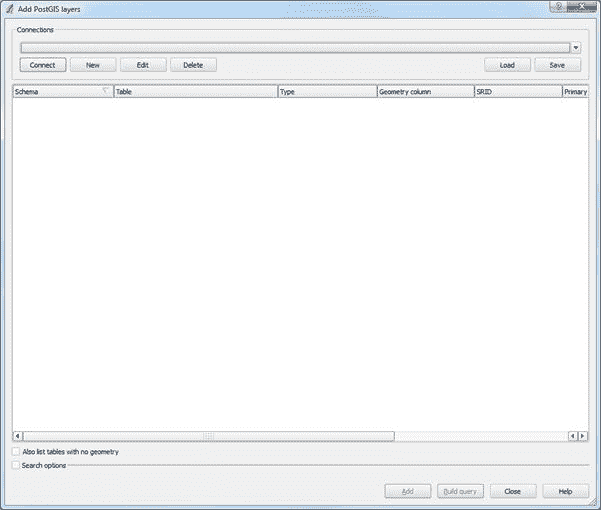 Add PostGIS layers
Connections
Connect New Edit Delete Load Save
Schema Table Type Geometry column SRID Primary
Also list tables with no geometry
Search options
Add Build query Close Help